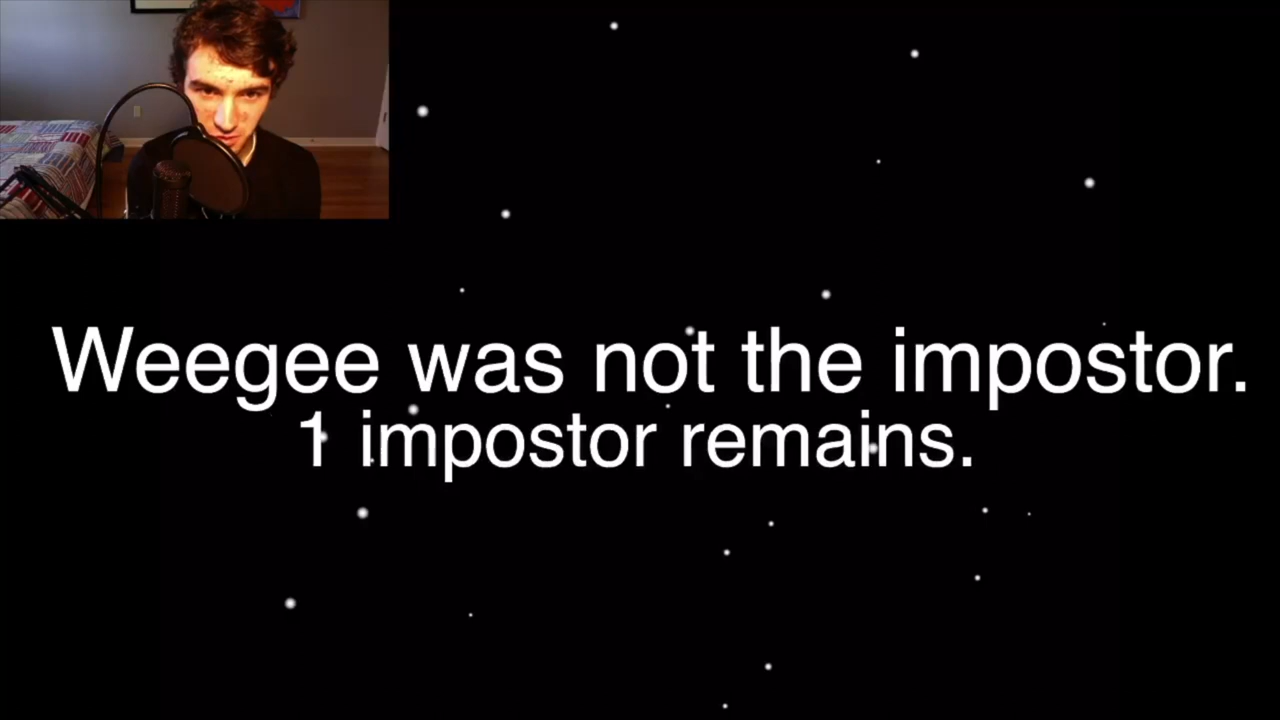 Weegee was not the impostor.
1 impostor remains.